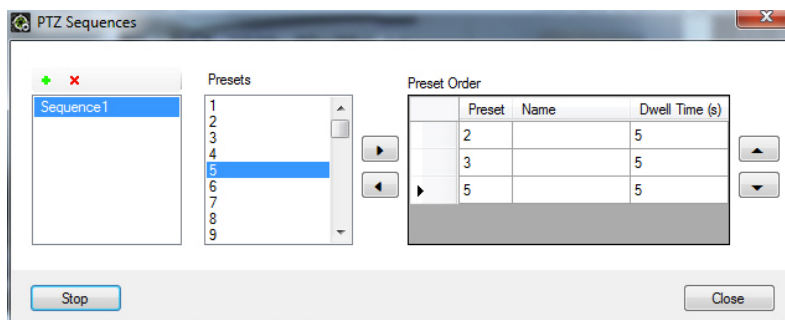 PTZ Sequences
Presets
Preset Order
Sequence1
1
2
3
4
5
6
7
8
9
Preset Name Dwell Time (s)
2 5
3 5
5 5
Stop
Close